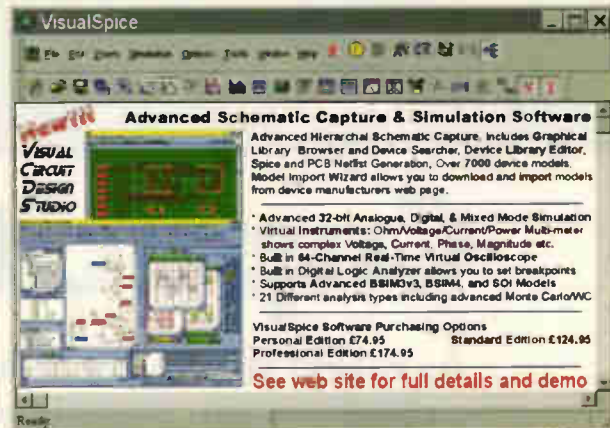 VisualSpice
new!!!
Advanced Schematic Capture & Simulation Software
VISUAL
CIRCUIT
DESIGN
STUDIO
Advanced Hierarchal Schematic Capture, includes Graphical
Library Browser and Device Searcher, Device Library Editor,
Spice and PCB Netlist Generation, Over 7000 device models,
Model Import Wizard allows you to download and import models
from device manufacturers web page.
* Advanced 32-bit Analogue, Digital, & Mixed Mode Simulation
* Virtual Instruments: Ohm/Voltage/Current/Power Multi-meter
shows complex Voltage, Current, Phase, Magnitude etc.
* Built in 64-Channel Real-Time Virtual Oscilloscope
* Built in Digital Logic Analyzer allows you to set breakpoints
* Supports Advanced BSIM3v3, BSIM4, and SOI Models
* 21 Different analysis types including advanced Monte Carlo/WC
VisualSpice Software Purchasing Options
Personal Edition £74.95 Standard Edition £124.95
Professional Edition £174.95
See web site for full details and demo
Ready